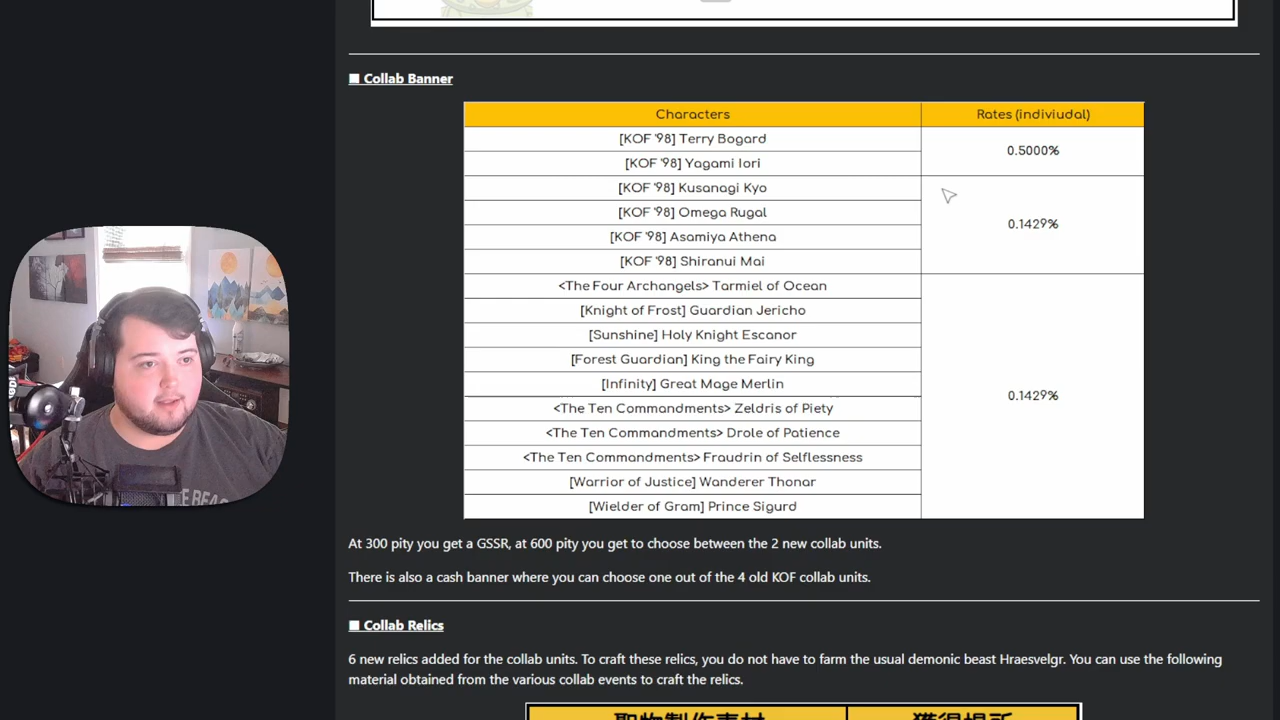 ■ Collab Banner
Characters
Rates (indiviudal)
[KOF '98] Terry Bogard
0.5000%
[KOF '98] Yagami Iori
[KOF '98] Kusanagi Kyo
[KOF '98] Omega Rugal
0.1429%
[KOF '98] Asamiya Athena
[KOF '98] Shiranui Mai
<The Four Archangels> Tarmiel of Ocean
[Knight of Frost] Guardian Jericho
[Sunshine] Holy Knight Escanor
[Forest Guardian] King the Fairy King
[Infinity] Great Mage Merlin
0.1429%
<The Ten Commandments> Zeldris of Piety
<The Ten Commandments> Drole of Patience
<The Ten Commandments> Fraudrin of Selflessness
[Warrior of Justice] Wanderer Thonar
[Wielder of Gram] Prince Sigurd
At 300 pity you get a GSSR, at 600 pity you get to choose between the 2 new collab units.
There is also a cash banner where you can choose one out of the 4 old KOF collab units.
■ Collab Relics
6 new relics added for the collab units. To craft these relics, you do not have to farm the usual demonic beast Hraesvelgr. You can use the following
material obtained from the various collab events to craft the relics.